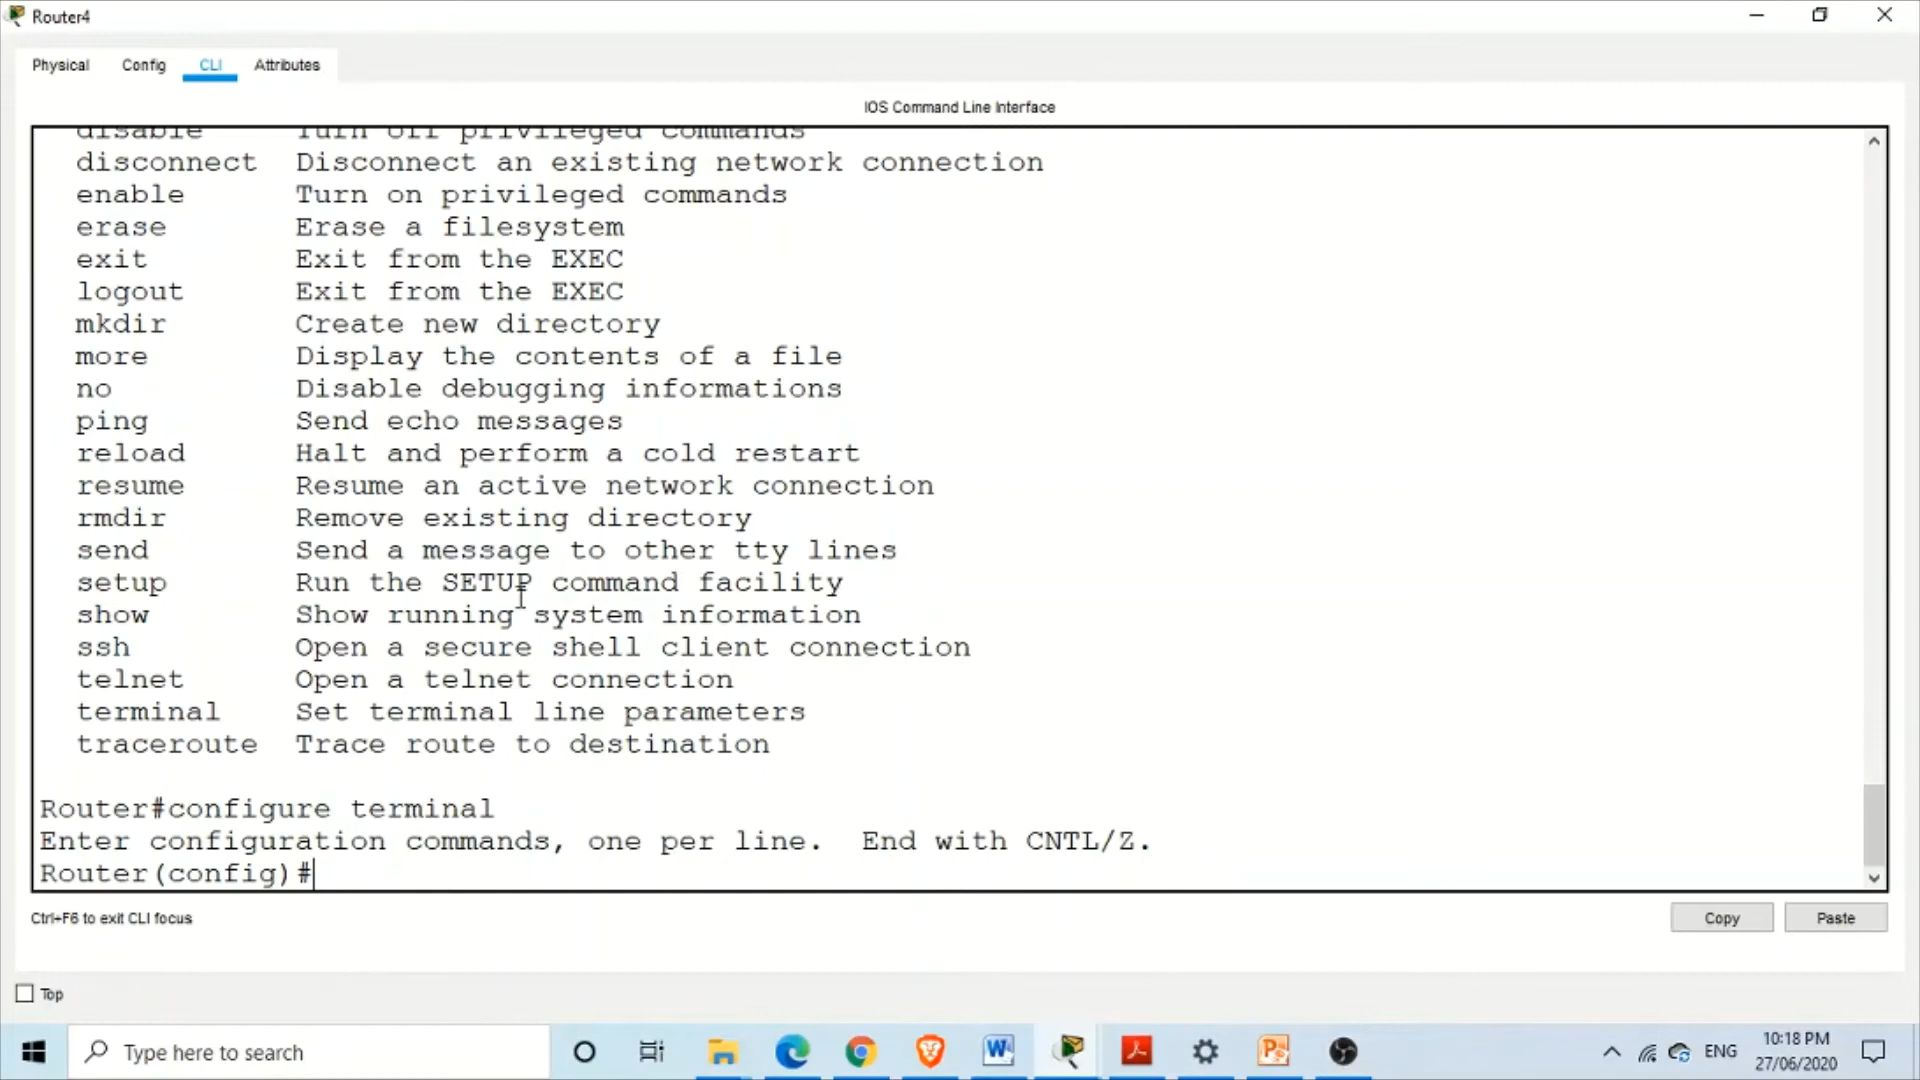 Router4
Physical Config CLI Attributes
IOS Command Line Interface
disable Turn off privileged commands
disconnect Disconnect an existing network connection
enable Turn on privileged commands
erase Erase a filesystem
exit Exit from the EXEC
logout Exit from the EXEC
mkdir Create new directory
more Display the contents of a file
no Disable debugging informations
ping Send echo messages
reload Halt and perform a cold restart
resume Resume an active network connection
rmdir Remove existing directory
send Send a message to other tty lines
setup Run the SETUP command facility
show Show running system information
ssh Open a secure shell client connection
telnet Open a telnet connection
terminal Set terminal line parameters
traceroute Trace route to destination
Router#configure terminal
Enter configuration commands, one per line. End with CNTL/Z.
Router(config)#
Ctrl+F6 to exit CLI focus
Copy Paste
Top
Type here to search
ENG
10:18 PM
27/06/2020